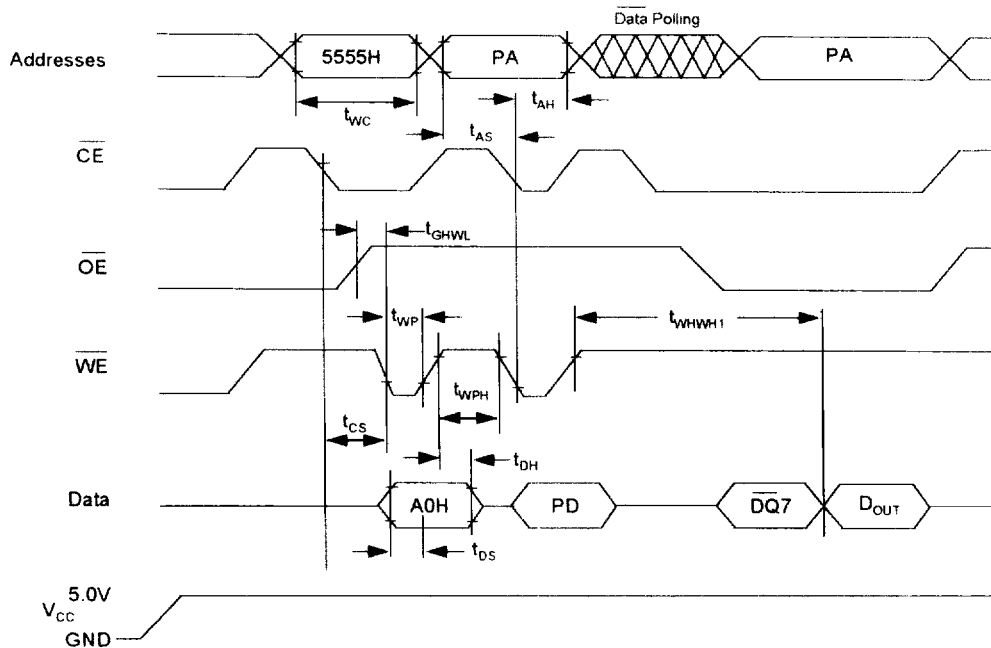 Data Polling
Addresses
5555H
PA
PA
tWC
tAH
tAS
CE
tGHWL
OE
tWP
tWHWH1
WE
tWPH
tCS
tDH
Data
A0H
PD
DQ7
DOUT
tDS
5.0V
VCC
GND